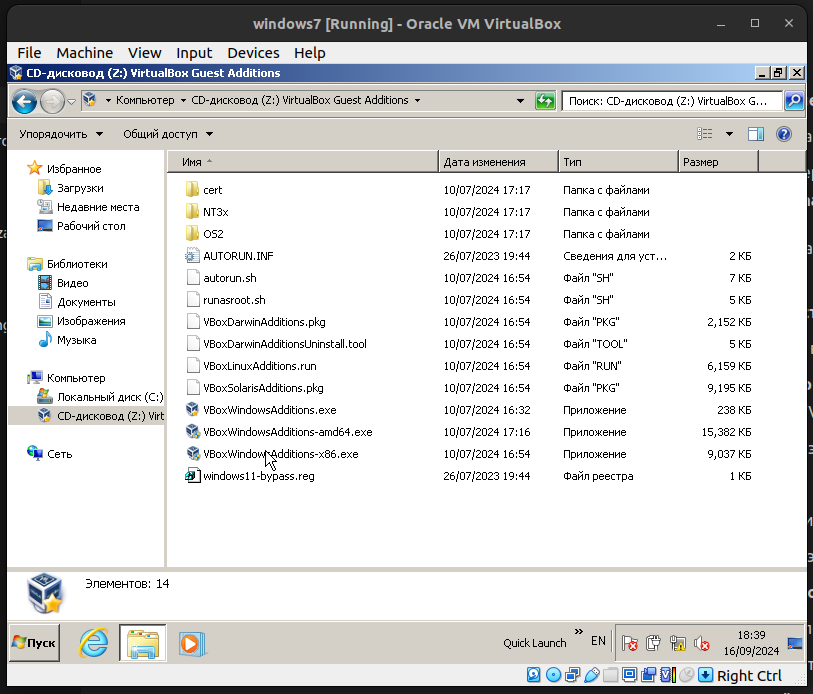 windows7 [Running] - Oracle VM VirtualBox
File Machine View Input Devices Help
CD-дисковод (Z:) VirtualBox Guest Additions
Компьютер CD-дисковод (Z:) VirtualBox Guest Additions Поиск: CD-дисковод (Z:) VirtualBox G...
Упорядочить Общий доступ
Имя Дата изменения Тип Размер
Избранное
Загрузки
Недавние места
Рабочий стол
Библиотеки
Видео
Документы
Изображения
Музыка
Компьютер
Локальный диск (C:)
CD-дисковод (Z:) Virt
Сеть
cert 10/07/2024 17:17 Папка с файлами
NT3x 10/07/2024 17:17 Папка с файлами
OS2 10/07/2024 17:17 Папка с файлами
AUTORUN.INF 26/07/2023 19:44 Сведения для уст... 2 КБ
autorun.sh 10/07/2024 16:54 Файл "SH" 7 КБ
runasroot.sh 10/07/2024 16:54 Файл "SH" 5 КБ
VBoxDarwinAdditions.pkg 10/07/2024 16:54 Файл "PKG" 2,152 КБ
VBoxDarwinAdditionsUninstall.tool 10/07/2024 16:54 Файл "TOOL" 5 КБ
VBoxLinuxAdditions.run 10/07/2024 16:54 Файл "RUN" 6,159 КБ
VBoxSolarisAdditions.pkg 10/07/2024 16:54 Файл "PKG" 9,195 КБ
VBoxWindowsAdditions.exe 10/07/2024 16:32 Приложение 238 КБ
VBoxWindowsAdditions-amd64.exe 10/07/2024 17:16 Приложение 15,382 КБ
VBoxWindowsAdditions-x86.exe 10/07/2024 16:54 Приложение 9,037 КБ
windows11-bypass.reg 26/07/2023 19:44 Файл реестра 1 КБ
Элементов: 14
Пуск Quick Launch EN 18:39
16/09/2024
Right Ctrl